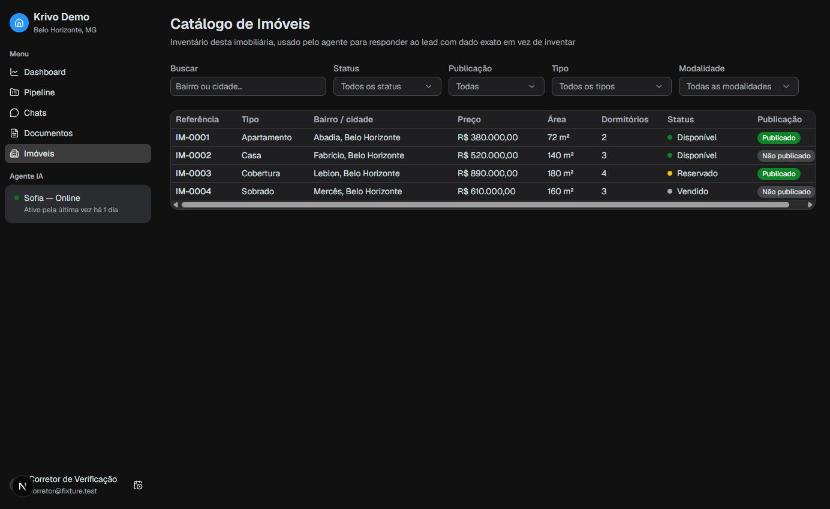 Krivo Demo
Belo Horizonte, MG
Menu
Dashboard
Pipeline
Chats
Documentos
Imóveis
Agente IA
Sofia — Online
Ativo pela última vez há 1 dia
Catálogo de Imóveis
Inventário desta imobiliária, usado pelo agente para responder ao lead com dado exato em vez de inventar
Buscar Status Publicação Tipo Modalidade
Bairro ou cidade... Todos os status Todas Todos os tipos Todas as modalidades
Referência Tipo Bairro / cidade Preço Área Dormitórios Status Publicação
IM-0001 Apartamento Abadia, Belo Horizonte R$ 380.000,00 72 m² 2 Disponível Publicado
IM-0002 Casa Fabrício, Belo Horizonte R$ 520.000,00 140 m² 3 Disponível Não publicado
IM-0003 Cobertura Leblon, Belo Horizonte R$ 890.000,00 180 m² 4 Reservado Publicado
IM-0004 Sobrado Mercês, Belo Horizonte R$ 610.000,00 160 m² 3 Vendido Não publicado
Corretor de Verificação
N orretor@fixture.test